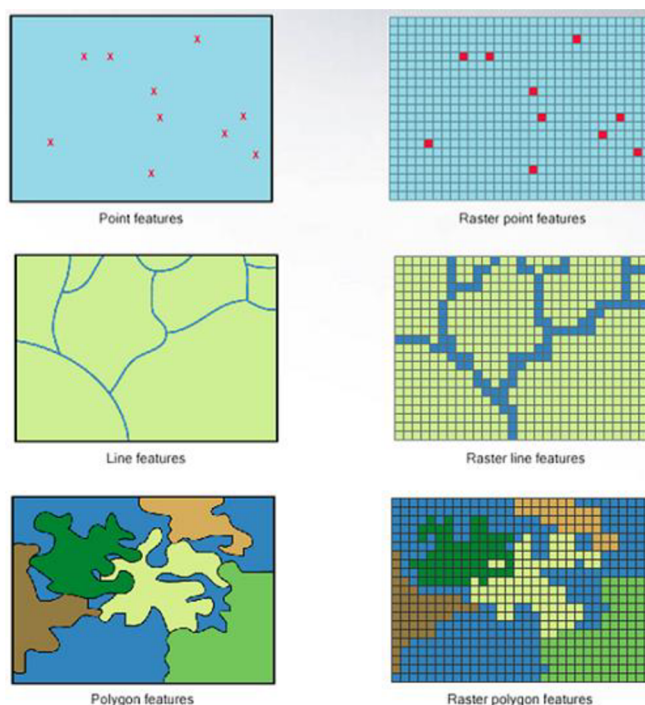 Point features
Raster point features
Line features
Raster line features
Polygon features
Raster polygon features